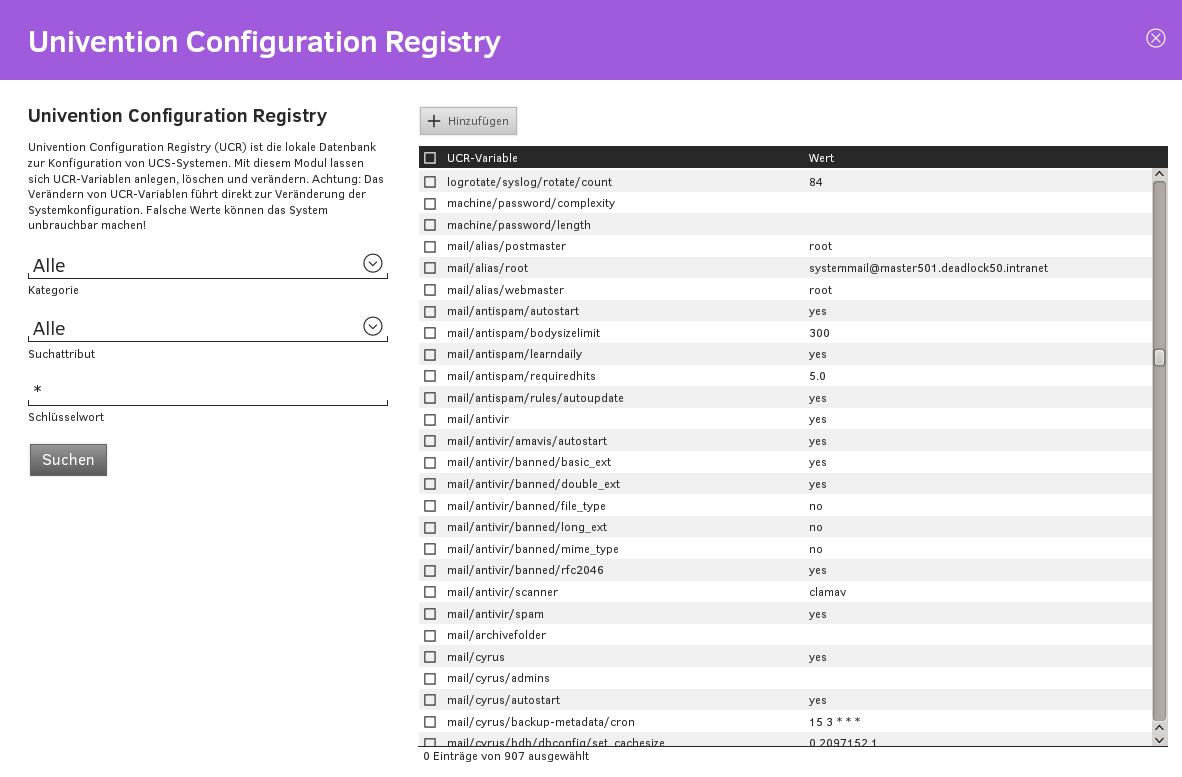 Univention Configuration Registry
Univention Configuration Registry
Univention Configuration Registry (UCR) ist die lokale Datenbank
zur Konfiguration von UCS-Systemen. Mit diesem Modul lassen
sich UCR-Variablen anlegen, löschen und verändern. Achtung: Das
Verändern von UCR-Variablen führt direkt zur Veränderung der
Systemkonfiguration. Falsche Werte können das System
unbrauchbar machen!
Alle
Kategorie
Alle
Suchattribut
*
Schlüsselwort
Suchen
Hinzufügen
UCR-Variable Wert
logrotate/syslog/rotate/count 84
machine/password/complexity
machine/password/length
mail/alias/postmaster root
mail/alias/root systemmail@master501.deadlock50.intranet
mail/alias/webmaster root
mail/antispam/autostart yes
mail/antispam/bodysizelimit 300
mail/antispam/learndaily yes
mail/antispam/requiredhits 5.0
mail/antispam/rules/autoupdate yes
mail/antivir yes
mail/antivir/amavis/autostart yes
mail/antivir/banned/basic_ext yes
mail/antivir/banned/double_ext yes
mail/antivir/banned/file_type no
mail/antivir/banned/long_ext no
mail/antivir/banned/mime_type no
mail/antivir/banned/rfc2046 yes
mail/antivir/scanner clamav
mail/antivir/spam yes
mail/archivefolder
mail/cyrus yes
mail/cyrus/admins
mail/cyrus/autostart yes
mail/cyrus/backup-metadata/cron 15 3 * * *
mail/cyrus/bdb/dbconfig/set_cachesize 0 2097152 1
0 Einträge von 907 ausgewählt